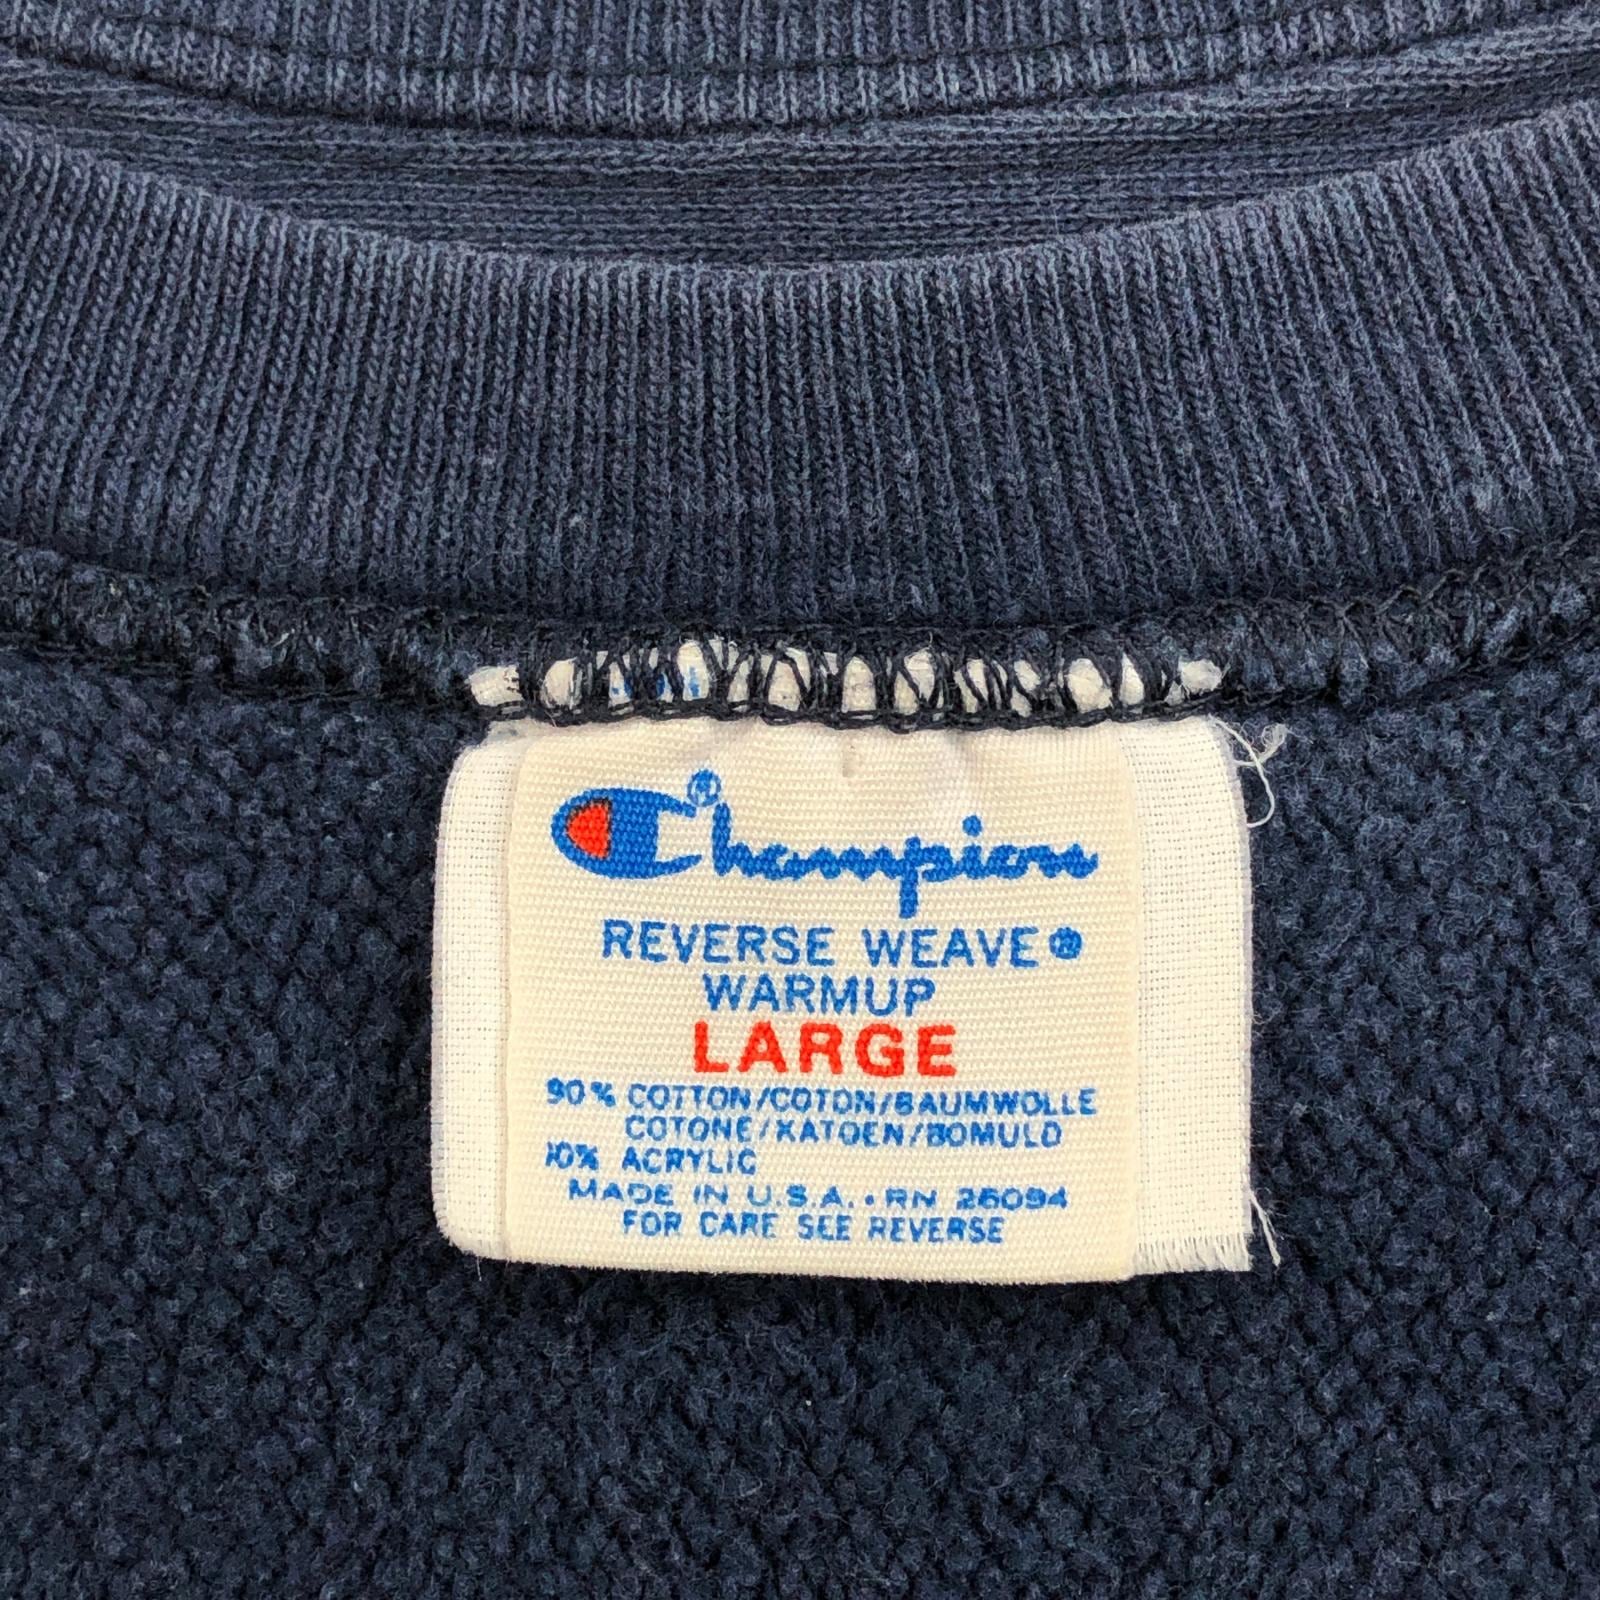 Champion®
REVERSE WEAVE®
WARMUP
LARGE
90% COTTON/COTON/BAUMWOLLE
COTONE/KATOEN/BOMULD
10% ACRYLIC
MADE IN U.S.A. • RN 26094
FOR CARE SEE REVERSE